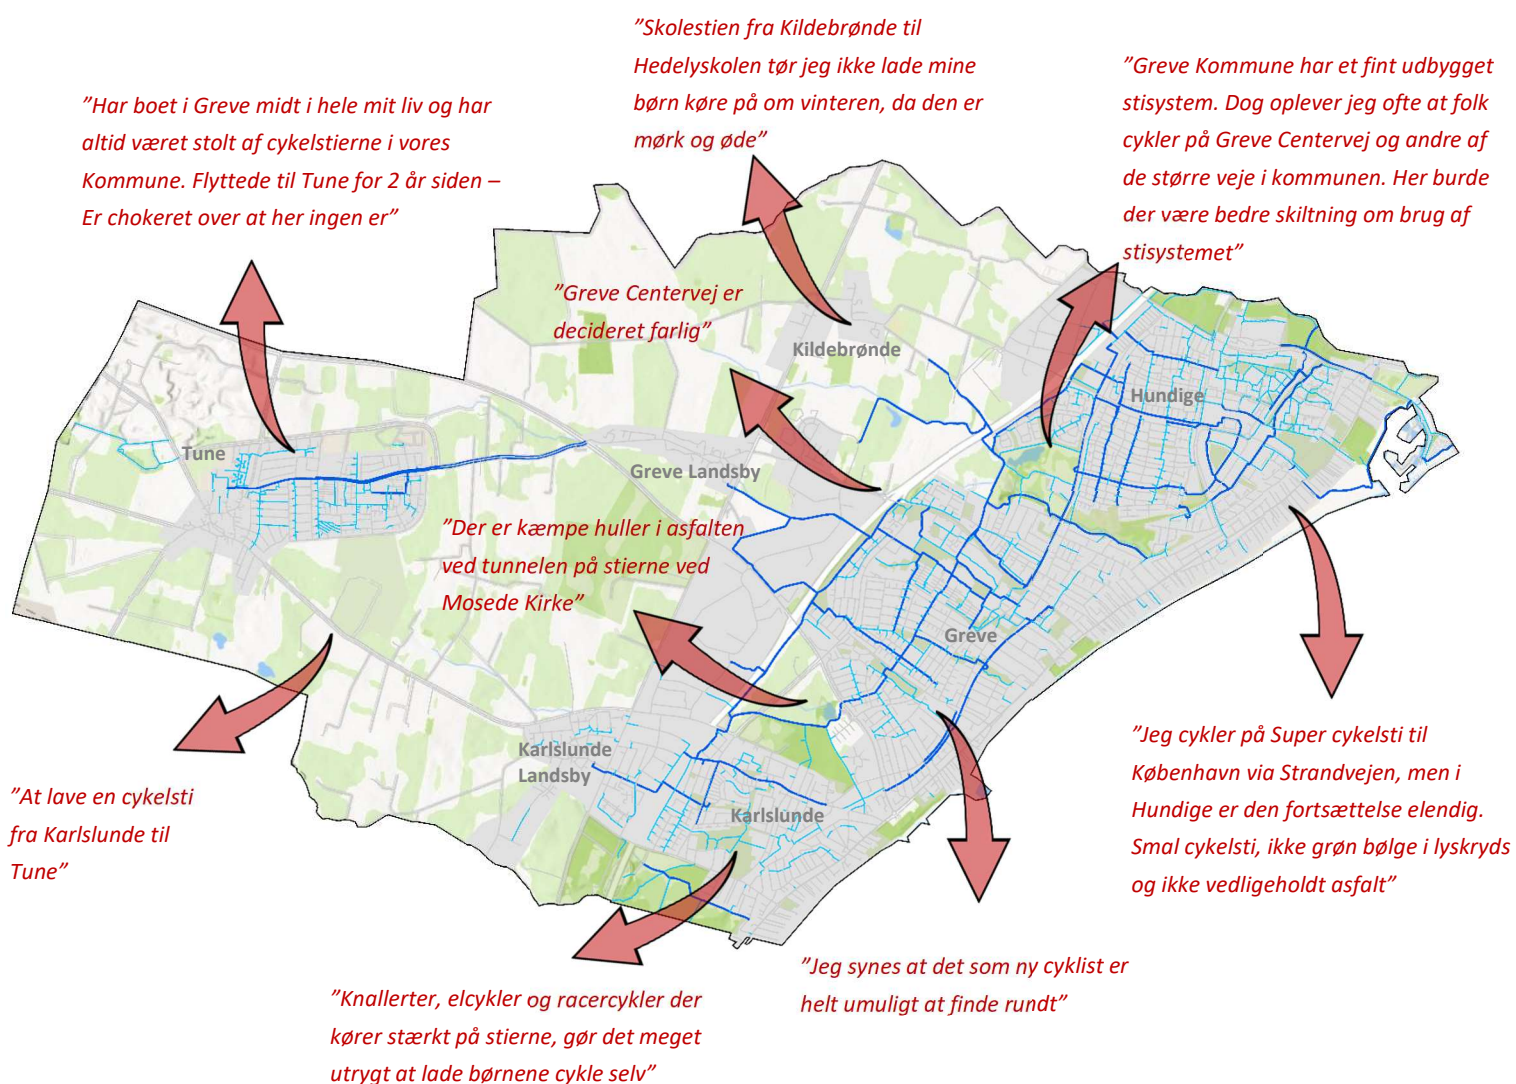 ”Skolestien fra Kildebrønde til
Hedelyskolen tør jeg ikke lade mine
børn køre på om vinteren, da den er
mørk og øde”
”Greve Kommune har et fint udbygget
stisystem. Dog oplever jeg ofte at folk
cykler på Greve Centervej og andre af
de større veje i kommunen. Her burde
der være bedre skiltning om brug af
stisystemet”
”Har boet i Greve midt i hele mit liv og har
altid været stolt af cykelstierne i vores
Kommune. Flyttede til Tune for 2 år siden –
Er chokeret over at her ingen er”
”Greve Centervej er
decideret farlig”
Kildebrønde
Hundige
Tune
Greve Landsby
”Der er kæmpe huller i asfalten
ved tunnelen på stierne ved
Mosede Kirke”
Greve
Karlslunde
Landsby
Karlslunde
”At lave en cykelsti
fra Karlslunde til
Tune”
”Jeg cykler på Super cykelsti til
København via Strandvejen, men i
Hundige er den fortsættelse elendig.
Smal cykelsti, ikke grøn bølge i lyskryds
og ikke vedligeholdt asfalt”
”Jeg synes at det som ny cyklist er
helt umuligt at finde rundt”
”Knallerter, elcykler og racercykler der
kører stærkt på stierne, gør det meget
utrygt at lade børnene cykle selv”